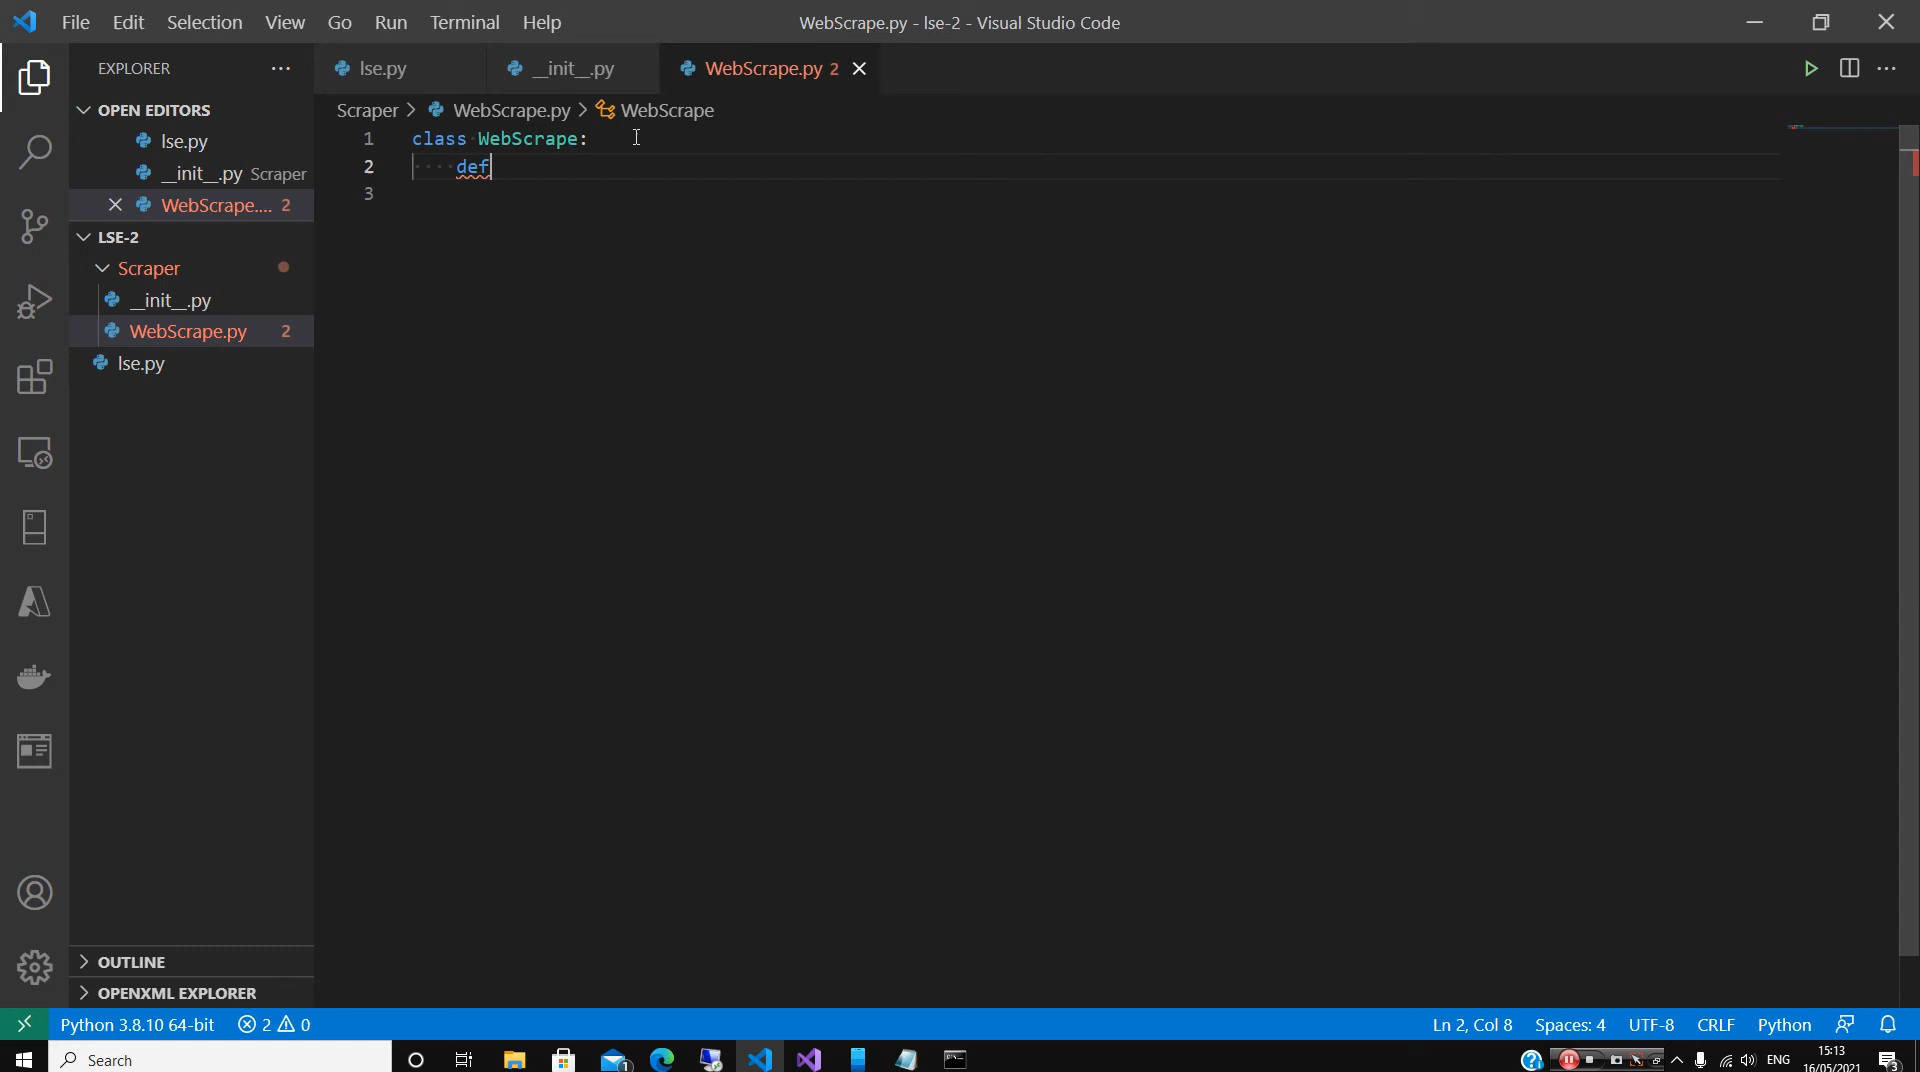 File Edit Selection View Go Run Terminal Help
WebScrape.py - lse-2 - Visual Studio Code
EXPLORER
lse.py
__init__.py
WebScrape.py 2
OPEN EDITORS
lse.py
__init__.py Scraper
WebScrape.... 2
LSE-2
Scraper
__init__.py
WebScrape.py 2
lse.py
OUTLINE
OPENXML EXPLORER
Scraper > WebScrape.py > WebScrape
1 class WebScrape:
2 def
3
Python 3.8.10 64-bit 2 0
Ln 2, Col 8 Spaces: 4 UTF-8 CRLF Python
Search
1
ENG
15:13
16/05/2021
3